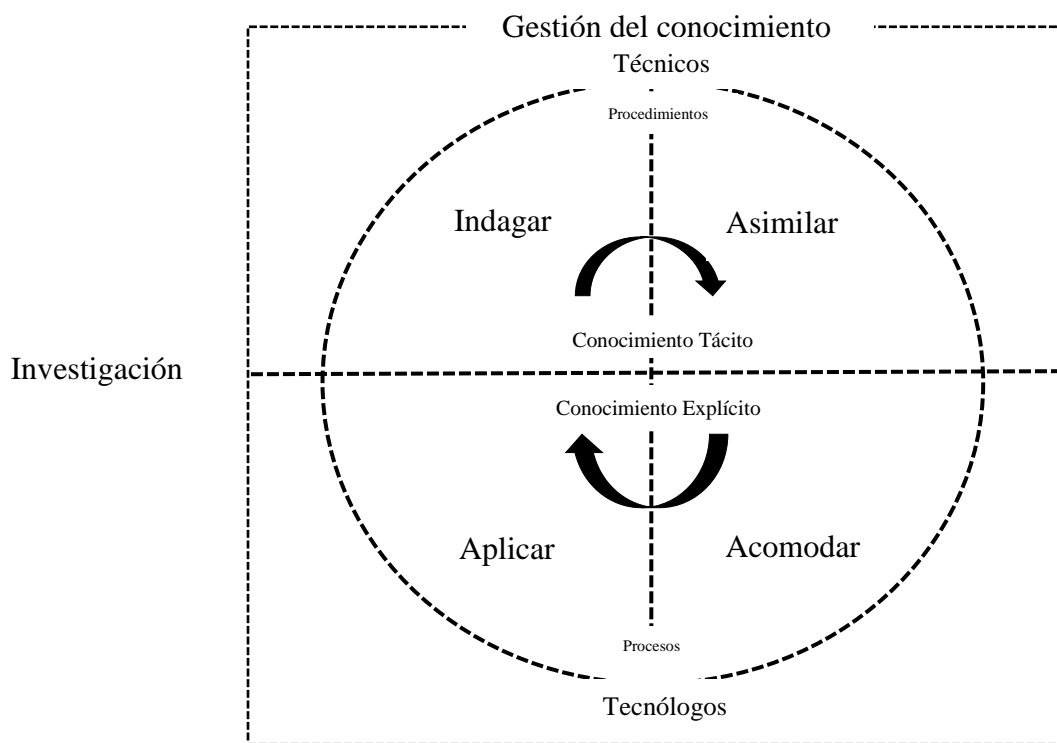 Gestión del conocimiento
Técnicos
Procedimientos
Indagar
Asimilar
Conocimiento Tácito
Investigación
Conocimiento Explícito
Aplicar
Acomodar
Procesos
Tecnólogos